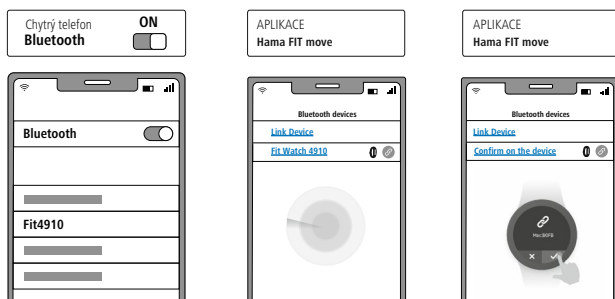 Chytrý telefon
Bluetooth
ON
APLIKACE
Hama FIT move
APLIKACE
Hama FIT move
Bluetooth
Fit4910
Bluetooth devices
Link Device
Fit Watch 4910
Bluetooth devices
Link Device
Confirm on the device